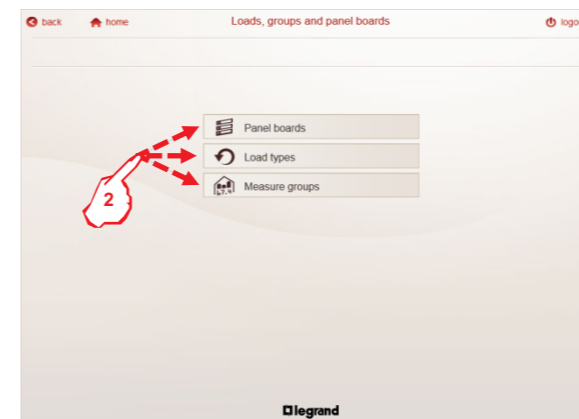 back home Loads, groups and panel boards logo
Panel boards
Load types
Measure groups
2
legrand